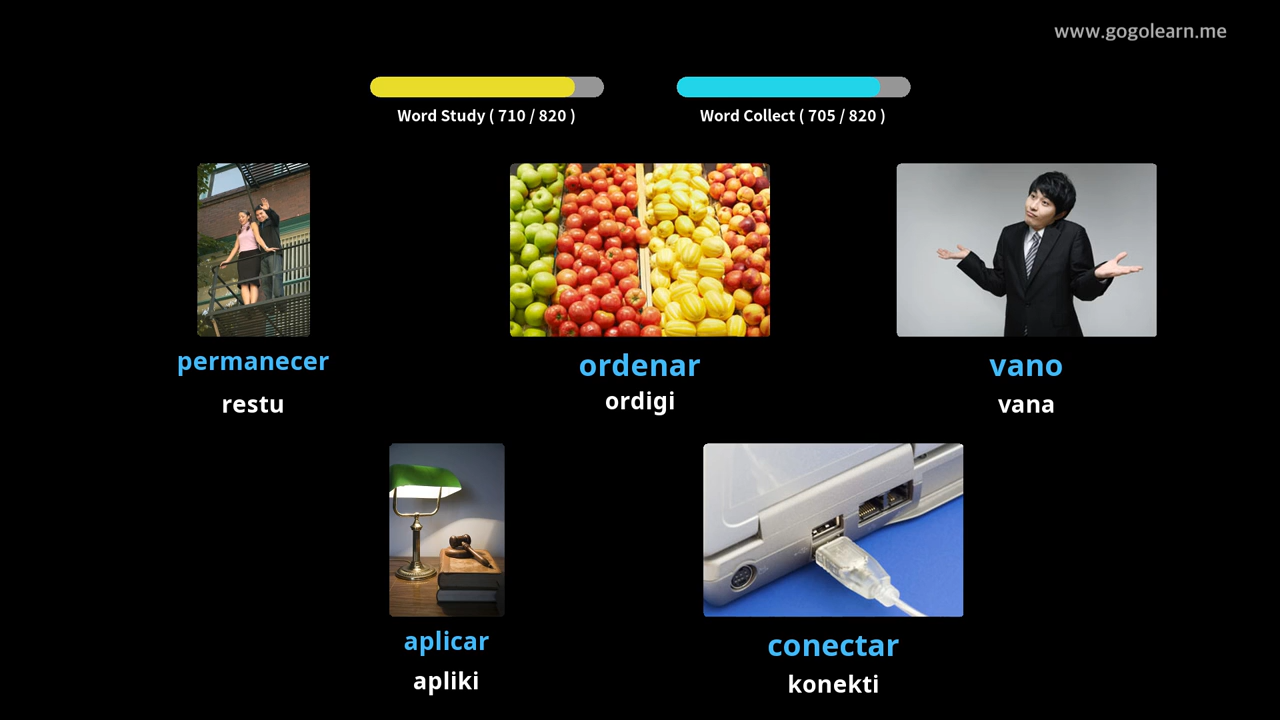 www.gogolearn.me
Word Study ( 710 / 820 )
Word Collect ( 705 / 820 )
permanecer
restu
ordenar
ordigi
vano
vana
aplicar
apliki
conectar
konekti